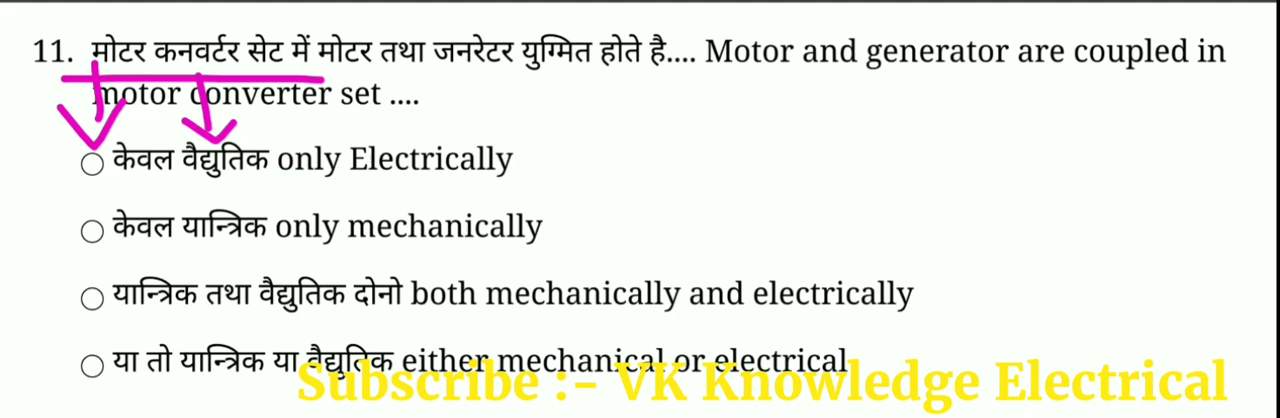 11. मोटर कनवर्टर सेट में मोटर तथा जनरेटर युग्मित होते है.... Motor and generator are coupled in
motor converter set ....
केवल वैद्युतिक only Electrically
केवल यान्त्रिक only mechanically
यान्त्रिक तथा वैद्युतिक दोनो both mechanically and electrically
या तो यान्त्रिक या वैद्युतिक either mechanical or electrical
Subscribe :- VK Knowledge Electrical